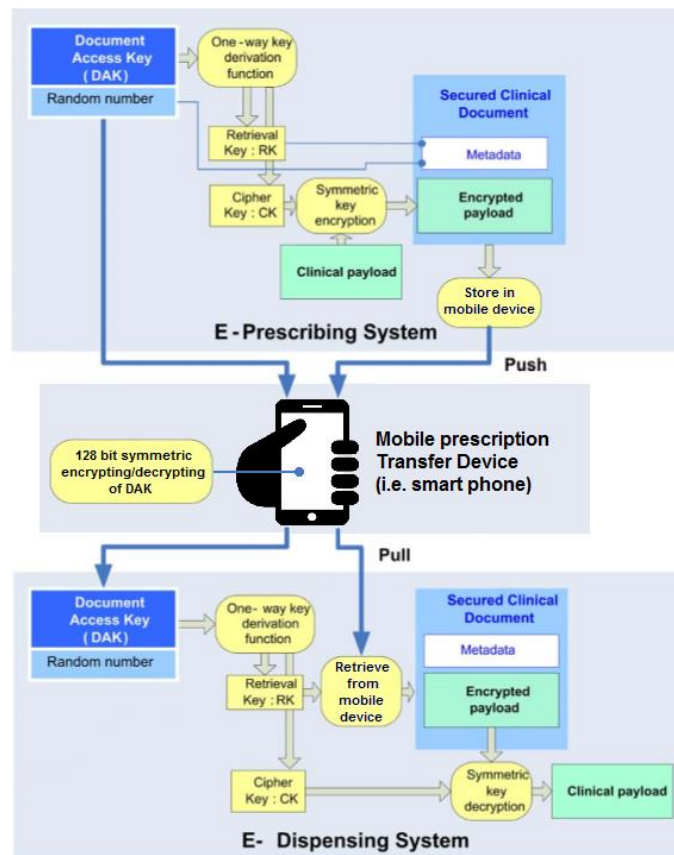 Document
Access Key
( DAK)
Random number
One -way key
derivation
function
Retrieval
Key : RK
Cipher
Key : CK
Symmetric
key
encryption
Clinical payload
Secured Clinical
Document
Metadata
Encrypted
payload
Store in
mobile device
E - Prescribing System
Push
128 bit symmetric
encrypting/decrypting
of DAK
Mobile prescription
Transfer Device
(i.e. smart phone)
Pull
Document
Access Key
(DAK)
Random number
One- way key
derivation
function
Retrieval
Key : RK
Retrieve
from
mobile
device
Secured Clinical
Document
Metadata
Encrypted
payload
Cipher
Key : CK
Symmetric
key
decryption
Clinical payload
E- Dispensing System